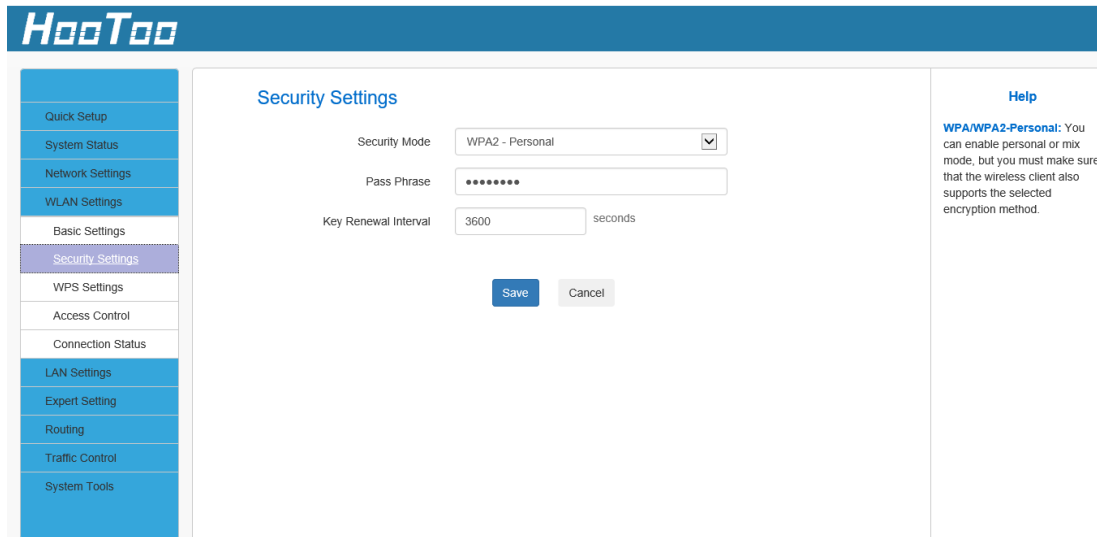 HooToo
Quick Setup
System Status
Network Settings
WLAN Settings
Basic Settings
Security Settings
WPS Settings
Access Control
Connection Status
LAN Settings
Expert Setting
Routing
Traffic Control
System Tools
Security Settings
Security Mode WPA2 - Personal
Pass Phrase ••••••••
Key Renewal Interval 3600 seconds
Save Cancel
Help
WPA/WPA2-Personal: You
can enable personal or mix
mode, but you must make sure
that the wireless client also
supports the selected
encryption method.